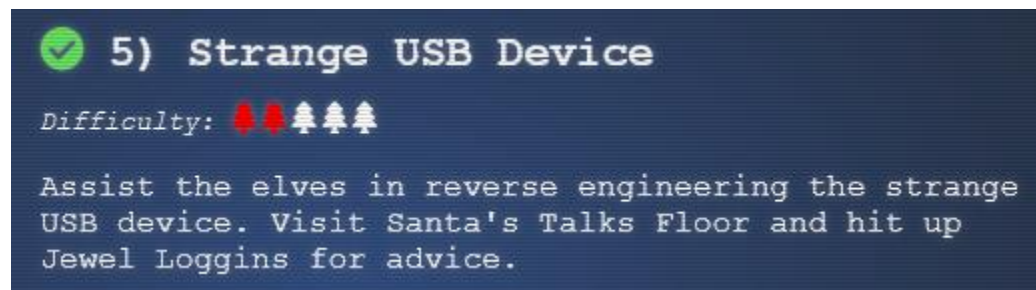 5) Strange USB Device
Difficulty:
Assist the elves in reverse engineering the strange
USB device. Visit Santa's Talks Floor and hit up
Jewel Loggins for advice.